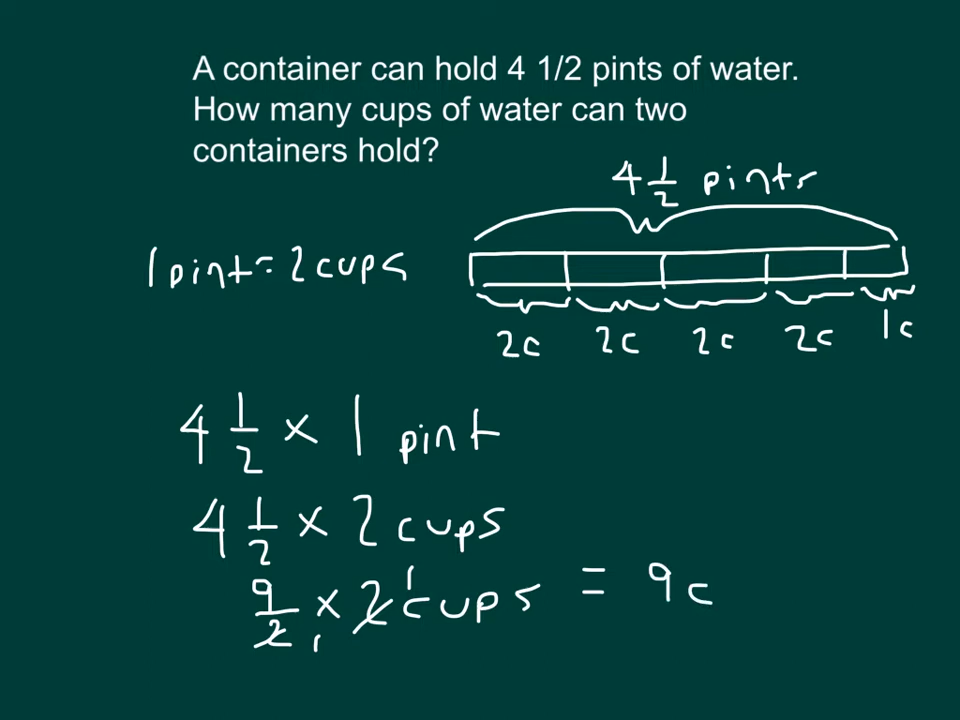 A container can hold 4 1/2 pints of water.
How many cups of water can two
containers hold?
4 1/2 pints
1 pint = 2 cups
2c 2c 2c 2c 1c
4 1/2 × 1 pint
4 1/2 × 2 cups
9/2 1 × 2 1 cups = 9c